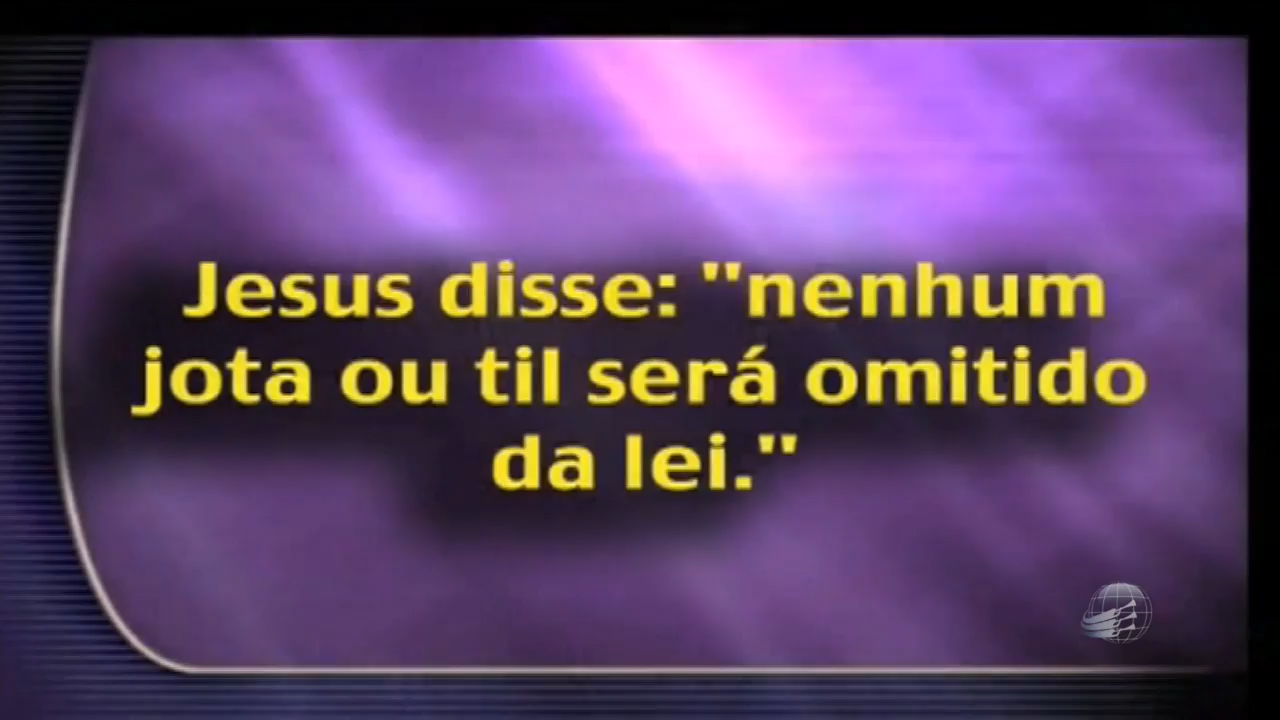 Jesus disse: "nenhum
jota ou til será omitido
da lei."